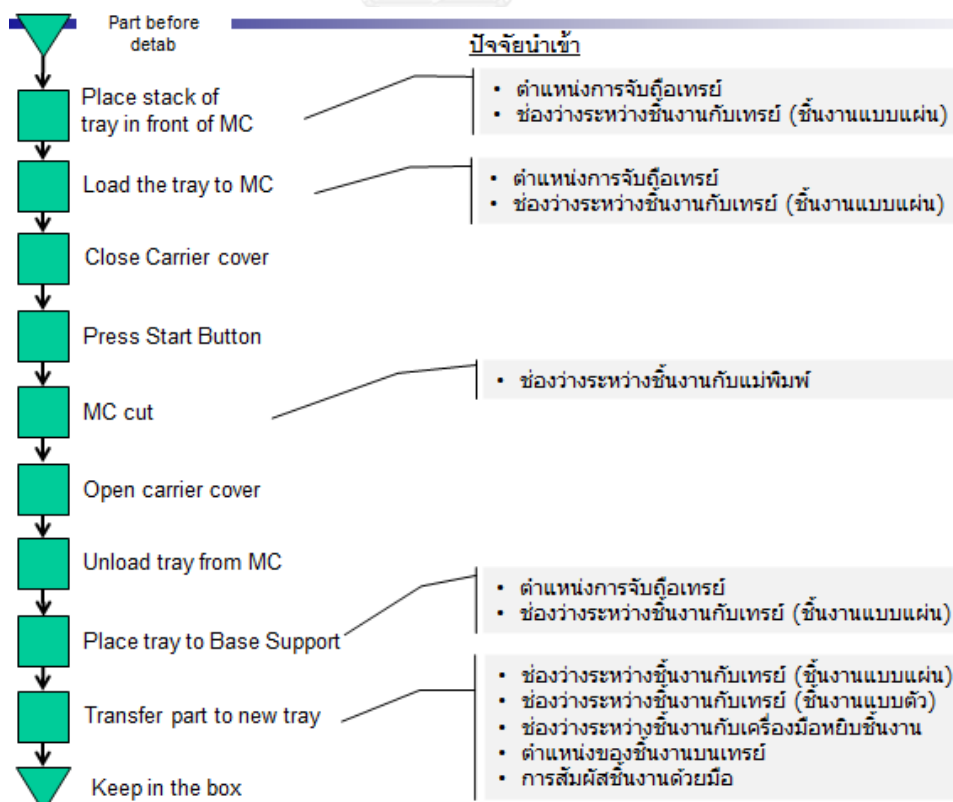 Part before
detab
ปัจจัยนำเข้า
Place stack of
tray in front of MC
• ตำแหน่งการจับถือเทรย์
• ช่องว่างระหว่างชิ้นงานกับเทรย์ (ชิ้นงานแบบแผ่น)
Load the tray to MC
• ตำแหน่งการจับถือเทรย์
• ช่องว่างระหว่างชิ้นงานกับเทรย์ (ชิ้นงานแบบแผ่น)
Close Carrier cover
Press Start Button
MC cut
• ช่องว่างระหว่างชิ้นงานกับแม่พิมพ์
Open carrier cover
Unload tray from MC
Place tray to Base Support
• ตำแหน่งการจับถือเทรย์
• ช่องว่างระหว่างชิ้นงานกับเทรย์ (ชิ้นงานแบบแผ่น)
Transfer part to new tray
• ช่องว่างระหว่างชิ้นงานกับเทรย์ (ชิ้นงานแบบแผ่น)
• ช่องว่างระหว่างชิ้นงานกับเทรย์ (ชิ้นงานแบบตัว)
• ช่องว่างระหว่างชิ้นงานกับเครื่องมือหยิบชิ้นงาน
• ตำแหน่งของชิ้นงานบนเทรย์
• การสัมผัสชิ้นงานด้วยมือ
Keep in the box